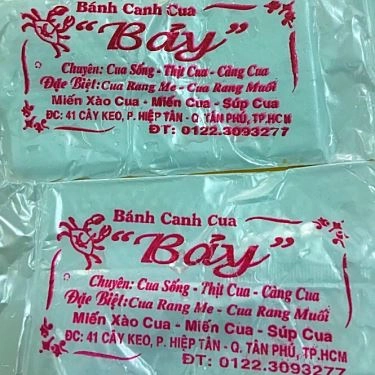 Bánh Canh Cua
"Bảy"
Chuyên: Cua Sống - Thịt Cua - Càng Cua
Đặc Biệt: Cua Rang Me - Cua Rang Muối
Miến Xào Cua - Miến Cua - Súp Cua
ĐC: 41 CÂY KEO, P. HIỆP TÂN - Q. TÂN PHÚ, TP.HCM
ĐT: 0122.3093277
Bánh Canh Cua
"Bảy"
Chuyên: Cua Sống - Thịt Cua - Càng Cua
Đặc Biệt: Cua Rang Me - Cua Rang Muối
Miến Xào Cua - Miến Cua - Súp Cua
ĐC: 41 CÂY KEO, P. HIỆP TÂN - Q. TÂN PHÚ, TP.HCM
ĐT: 0122.3093277